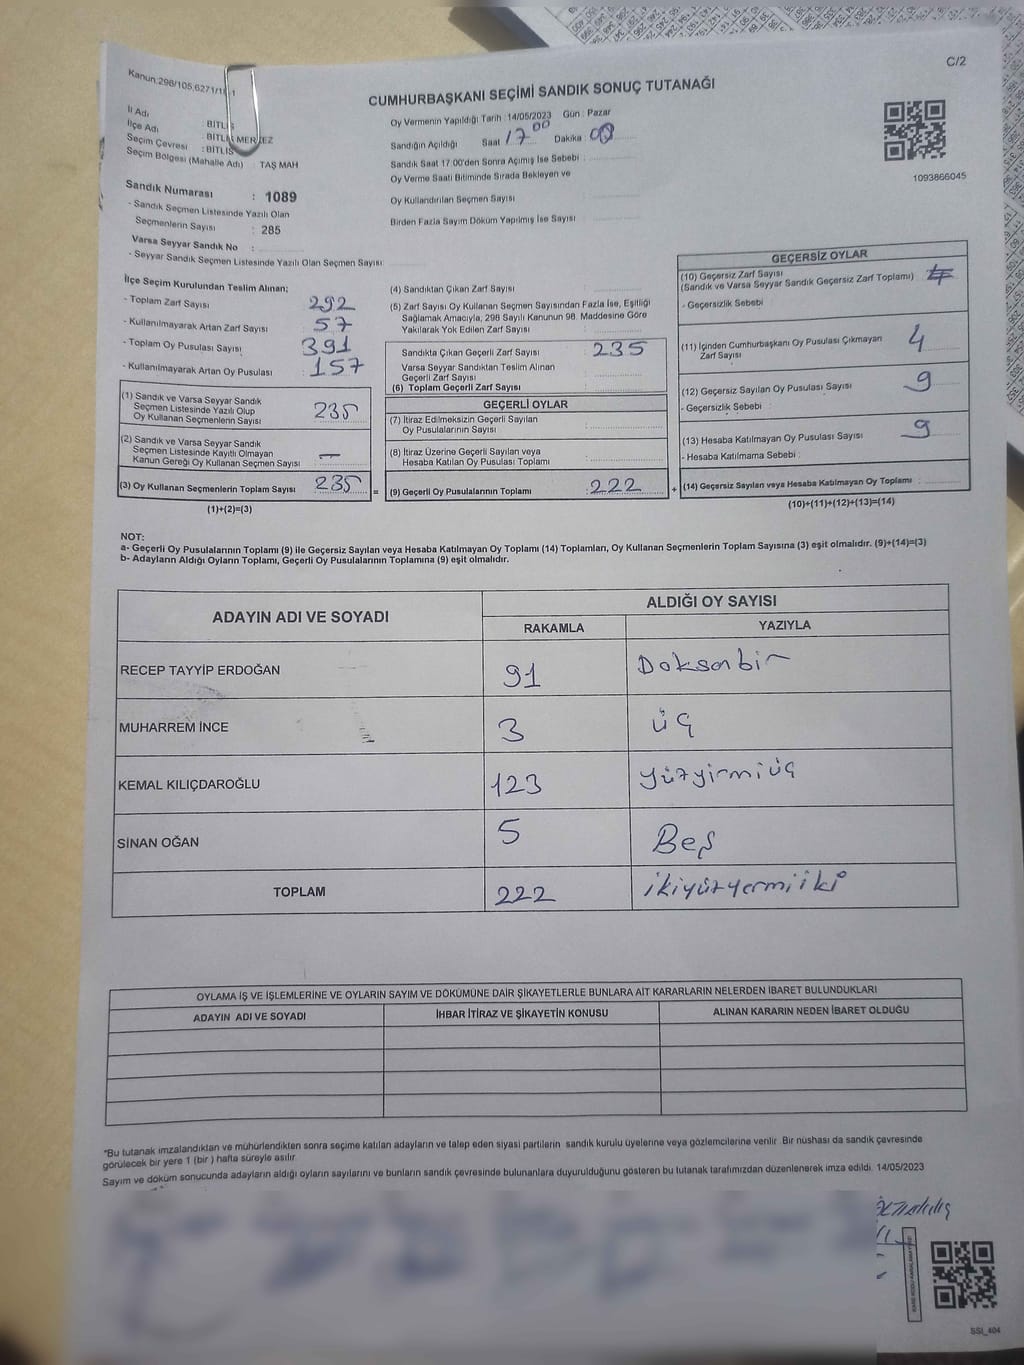 C/2
Kanun:298/105,6271/1
CUMHURBAŞKANI SEÇİMİ SANDIK SONUÇ TUTANAĞI
İl Adı : BİTLİS
İlçe Adı : BİTLİS MERKEZ
Seçim Çevresi : BİTLİS
Seçim Bölgesi (Mahalle Adı) : TAŞ MAH
Sandık Numarası : 1089
- Sandık Seçmen Listesinde Yazılı Olan
Seçmenlerin Sayısı : 285
Varsa Seyyar Sandık No :
- Seyyar Sandık Seçmen Listesinde Yazılı Olan Seçmen Sayısı:
Oy Vermenin Yapıldığı Tarih : 14/05/2023 Gün : Pazar
Sandığın Açıldığı Saat 17 00 Dakika :
Sandık Saat 17.00'den Sonra Açımış İse Sebebi :
Oy Verme Saati Bitiminde Sırada Bekleyen ve
Oy Kullandırılan Seçmen Sayısı :
Birden Fazla Sayım Döküm Yapılmış İse Sayısı :
1093866045
İlçe Seçim Kurulundan Teslim Alınan;
- Toplam Zarf Sayısı : 292
- Kullanılmayarak Artan Zarf Sayısı : 57
- Toplam Oy Pusulası Sayısı : 391
- Kullanılmayarak Artan Oy Pusulası : 157
(1) Sandık ve Varsa Seyyar Sandık
Seçmen Listesinde Yazılı Olup
Oy Kullanan Seçmenlerin Sayısı : 235
(2) Sandık ve Varsa Seyyar Sandık
Seçmen Listesinde Kayıtlı Olmayan
Kanun Gereği Oy Kullanan Seçmen Sayısı : –
(3) Oy Kullanan Seçmenlerin Toplam Sayısı : 235
(1)+(2)=(3)
=
(4) Sandıktan Çıkan Zarf Sayısı :
(5) Zarf Sayısı Oy Kullanan Seçmen Sayısından Fazla İse, Eşitliği
Sağlamak Amacıyla, 298 Sayılı Kanunun 98. Maddesine Göre
Yakılarak Yok Edilen Zarf Sayısı :
Sandıkta Çıkan Geçerli Zarf Sayısı : 235
Varsa Seyyar Sandıktan Teslim Alınan
Geçerli Zarf Sayısı :
(6) Toplam Geçerli Zarf Sayısı :
GEÇERLİ OYLAR
(7) İtiraz Edilmeksizin Geçerli Sayılan
Oy Pusulalarının Sayısı :
(8) İtiraz Üzerine Geçerli Sayılan veya
Hesaba Katılan Oy Pusulası Toplamı :
(9) Geçerli Oy Pusulalarının Toplamı : 222
+
GEÇERSİZ OYLAR
(10) Geçersiz Zarf Sayısı
(Sandık ve Varsa Seyyar Sandık Geçersiz Zarf Toplamı) :
- Geçersizlik Sebebi :
(11) İçinden Cumhurbaşkanı Oy Pusulası Çıkmayan
Zarf Sayısı : 4
(12) Geçersiz Sayılan Oy Pusulası Sayısı : 9
- Geçersizlik Sebebi :
(13) Hesaba Katılmayan Oy Pusulası Sayısı : 9
- Hesaba Katılmama Sebebi :
(14) Geçersiz Sayılan veya Hesaba Katılmayan Oy Toplamı :
(10)+(11)+(12)+(13)=(14)
NOT:
a- Geçerli Oy Pusulalarının Toplamı (9) ile Geçersiz Sayılan veya Hesaba Katılmayan Oy Toplamı (14) Toplamları, Oy Kullanan Seçmenlerin Toplam Sayısına (3) eşit olmalıdır. (9)+(14)=(3)
b- Adayların Aldığı Oyların Toplamı, Geçerli Oy Pusulalarının Toplamına (9) eşit olmalıdır.
ADAYIN ADI VE SOYADI
ALDIĞI OY SAYISI
RAKAMLA YAZIYLA
RECEP TAYYİP ERDOĞAN 91 Doksanbir
MUHARREM İNCE 3 üç
KEMAL KILIÇDAROĞLU 123 yüzyirmiüç
SİNAN OĞAN 5 Beş
TOPLAM 222 ikiyüzyermiiki
OYLAMA İŞ VE İŞLEMLERİNE VE OYLARIN SAYIM VE DÖKÜMÜNE DAİR ŞİKAYETLERLE BUNLARA AİT KARARLARIN NELERDEN İBARET BULUNDUKLARI
ADAYIN ADI VE SOYADI İHBAR İTİRAZ VE ŞİKAYETİN KONUSU ALINAN KARARIN NEDEN İBARET OLDUĞU
*Bu tutanak imzalandıktan ve mühürlendikten sonra seçime katılan adayların ve talep eden siyasi partilerin sandık kurulu üyelerine veya gözlemcilerine verilir. Bir nüshası da sandık çevresinde
görülecek bir yere 1 (bir ) hafta süreyle asılır.
Sayım ve döküm sonucunda adayların aldığı oyların sayılarını ve bunların sandık çevresinde bulunanlara duyurulduğunu gösteren bu tutanak tarafımızdan düzenlenerek imza edildi. 14/05/2023
SSI_404